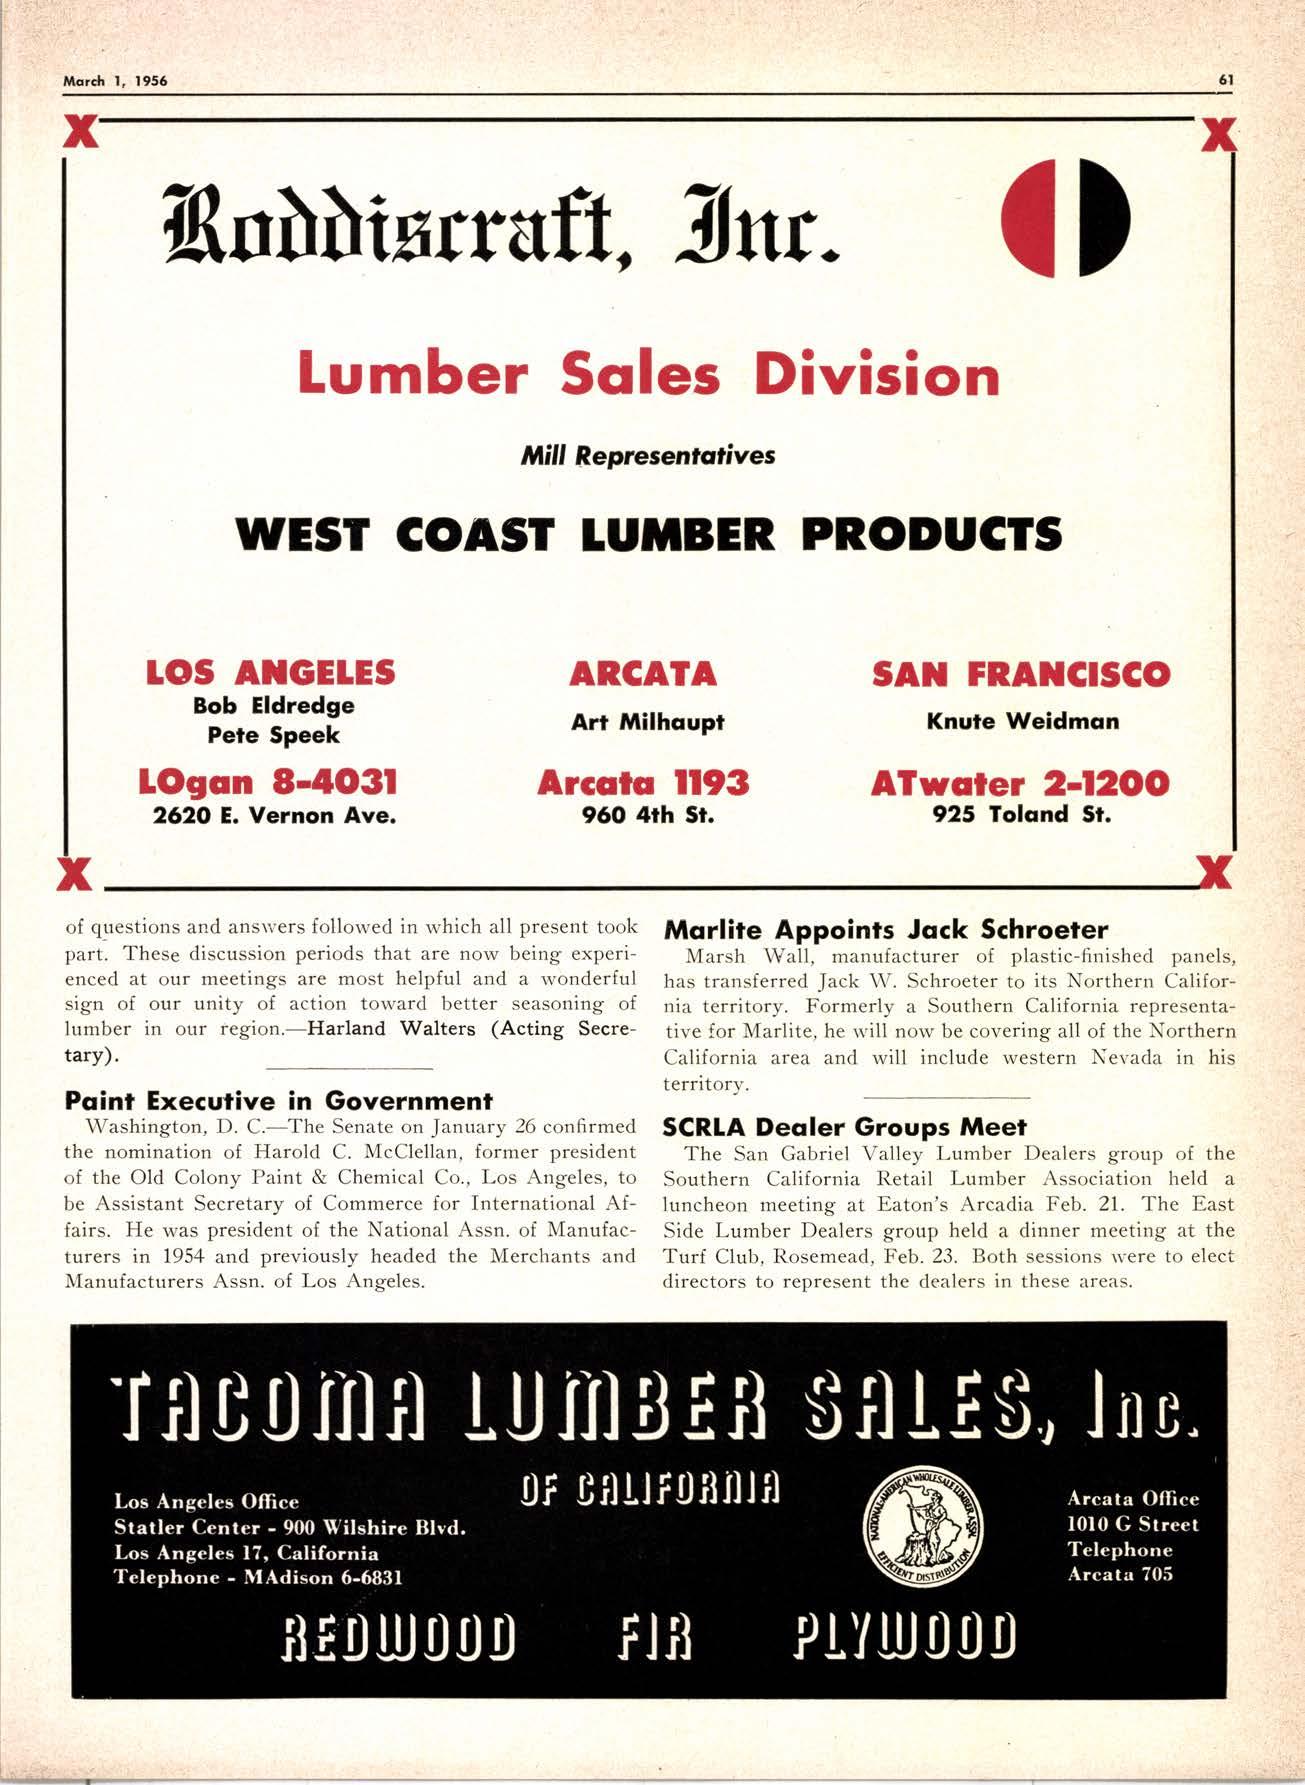 March 1, 1956
61
X
X
Roddiscraft, Inc.
Lumber Sales Division
Mill Representatives
WEST COAST LUMBER PRODUCTS
LOS ANGELES
Bob Eldredge
Pete Speek
LOgan 8-4031
2620 E. Vernon Ave.
ARCATA
Art Milhaupt
Arcata 1193
960 4th St.
SAN FRANCISCO
Knute Weidman
ATwater 2-1200
925 Toland St.
X
X
of questions and answers followed in which all present took
part. These discussion periods that are now being experi-
enced at our meetings are most helpful and a wonderful
sign of our unity of action toward better seasoning of
lumber in our region.—Harland Walters (Acting Secre-
tary).
Paint Executive in Government
Washington, D. C.—The Senate on January 26 confirmed
the nomination of Harold C. McClellan, former president
of the Old Colony Paint & Chemical Co., Los Angeles, to
be Assistant Secretary of Commerce for International Af-
fairs. He was president of the National Assn. of Manufac-
turers in 1954 and previously headed the Merchants and
Manufacturers Assn. of Los Angeles.
Marlite Appoints Jack Schroeter
Marsh Wall, manufacturer of plastic-finished panels,
has transferred Jack W. Schroeter to its Northern Califor-
nia territory. Formerly a Southern California representa-
tive for Marlite, he will now be covering all of the Northern
California area and will include western Nevada in his
territory.
SCRLA Dealer Groups Meet
The San Gabriel Valley Lumber Dealers group of the
Southern California Retail Lumber Association held a
luncheon meeting at Eaton's Arcadia Feb. 21. The East
Side Lumber Dealers group held a dinner meeting at the
Turf Club, Rosemead, Feb. 23. Both sessions were to elect
directors to represent the dealers in these areas.
TACOMA LUMBER SALES, Inc.
OF CALIFORNIA
Los Angeles Office
Statler Center - 900 Wilshire Blvd.
Los Angeles 17, California
Telephone - MAdison 6-6831
NATIONAL-AMERICAN WHOLESALE LUMBER ASSN.
EFFICIENT DISTRIBUTION
Arcata Office
1010 G Street
Telephone
Arcata 705
REDWOOD FIR PLYWOOD